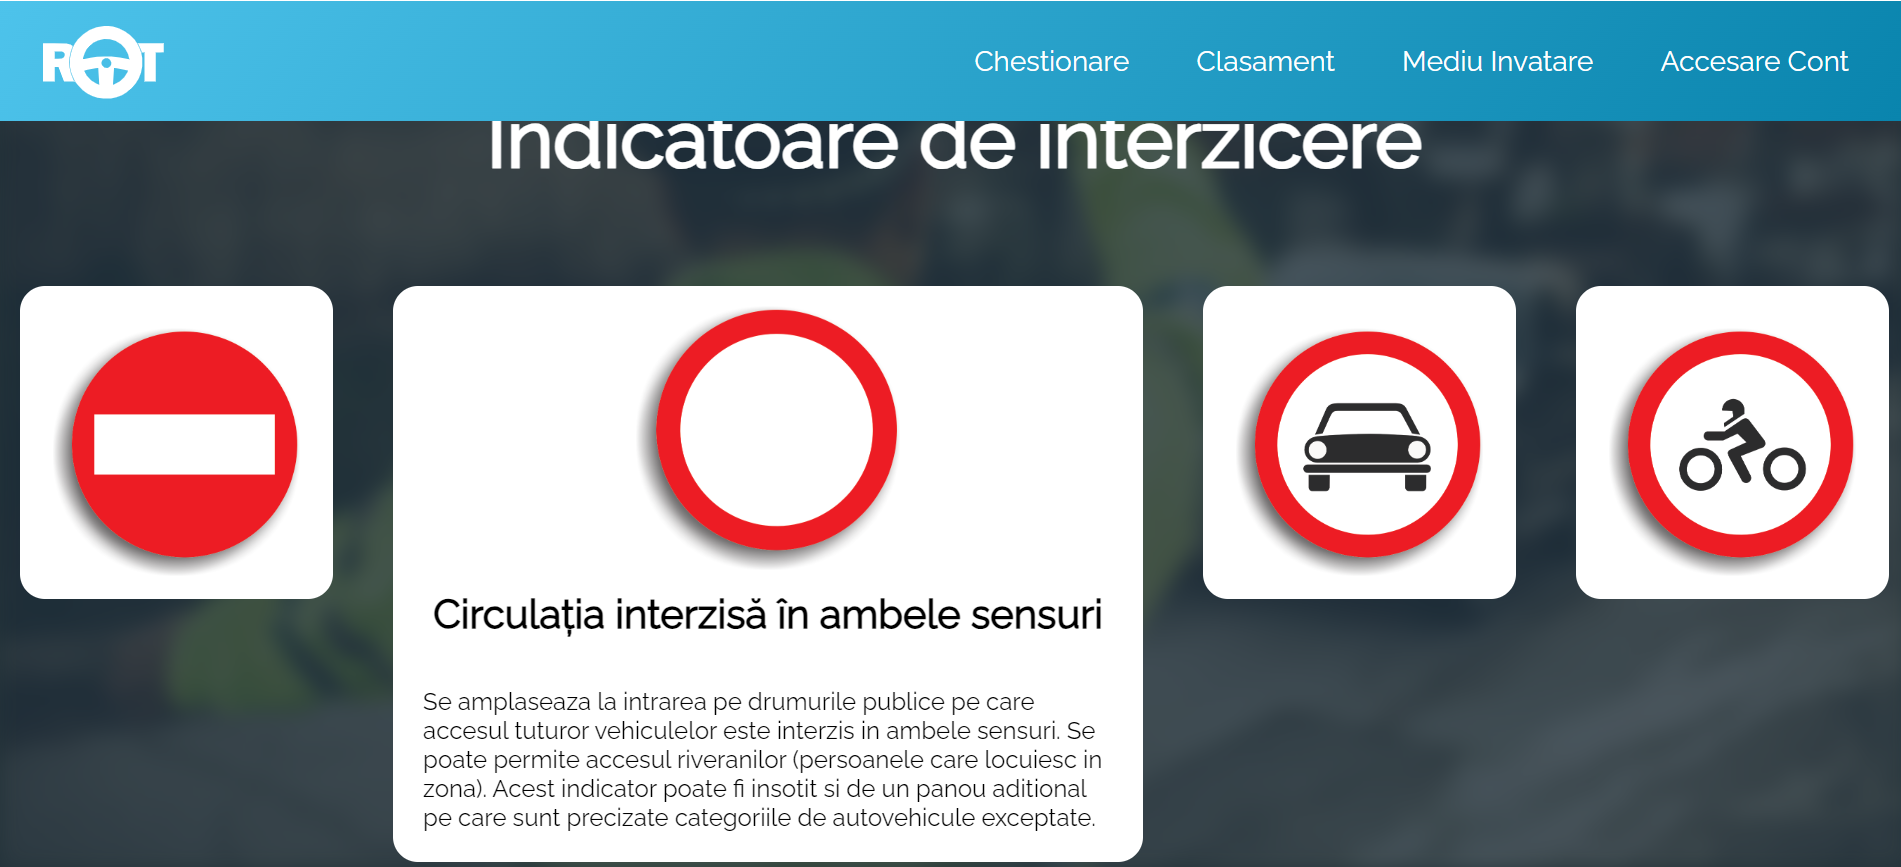 ROT
Chestionare
Clasament
Mediu Invatare
Accesare Cont
Indicatoare de interzicere
Circulația interzisă în ambele sensuri
Se amplaseaza la intrarea pe drumurile publice pe care
accesul tuturor vehiculelor este interzis in ambele sensuri. Se
poate permite accesul riveranilor (persoanele care locuiesc in
zona). Acest indicator poate fi insotit si de un panou aditional
pe care sunt precizate categoriile de autovehicule exceptate.